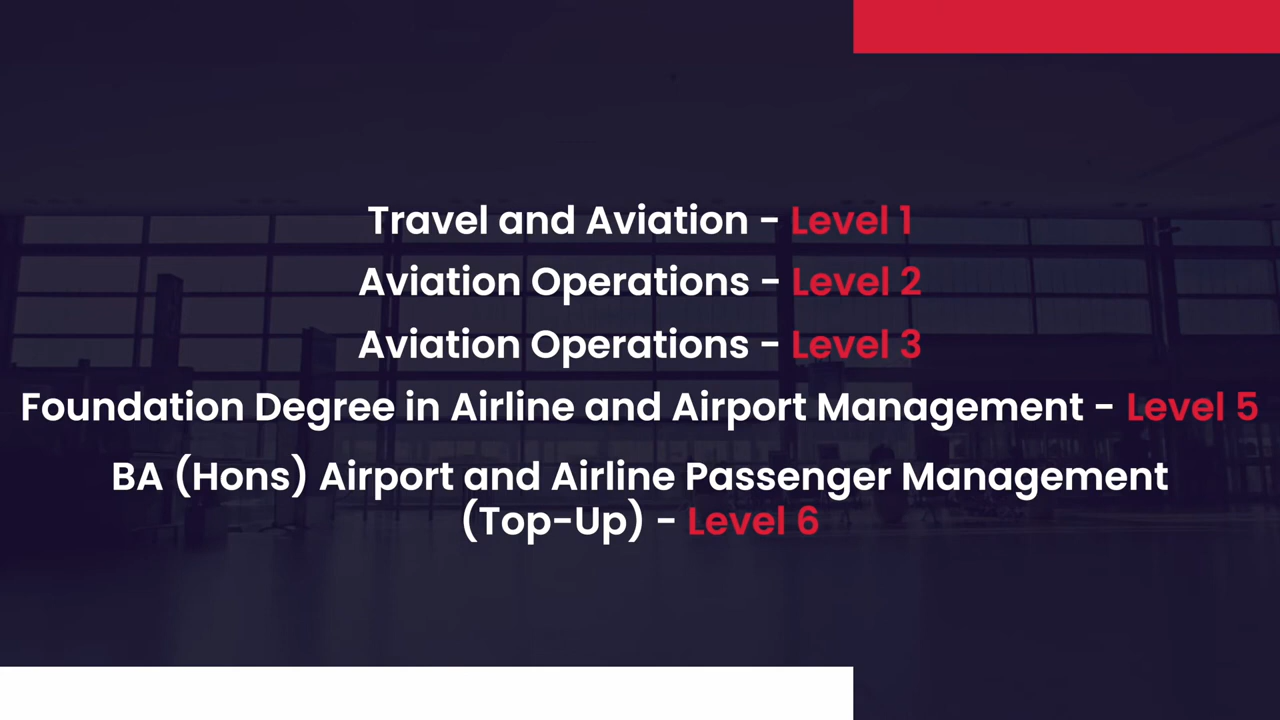 Travel and Aviation - Level 1
Aviation Operations - Level 2
Aviation Operations - Level 3
Foundation Degree in Airline and Airport Management - Level 5
BA (Hons) Airport and Airline Passenger Management
(Top-Up) - Level 6